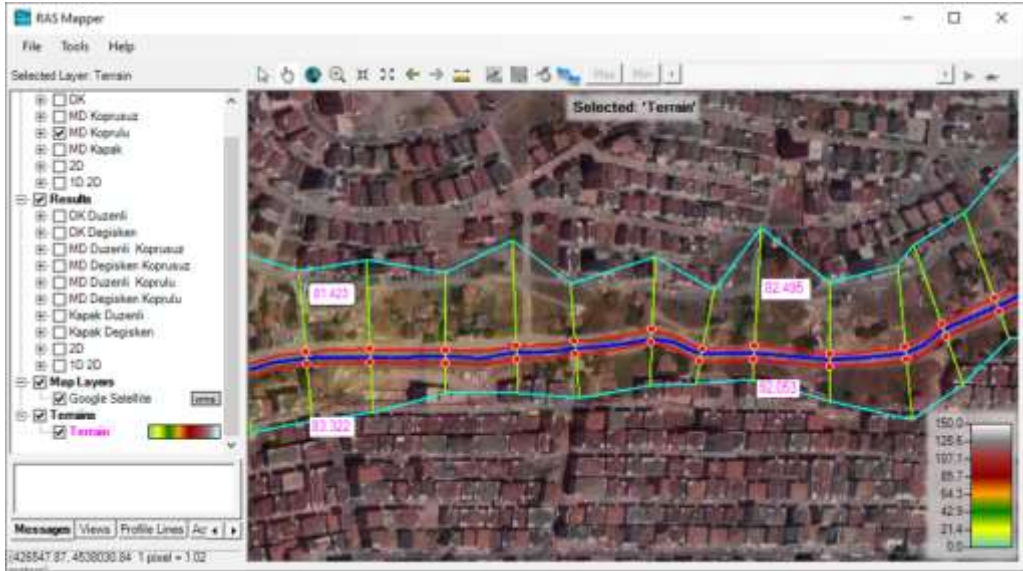 RAS Mapper
File Tools Help
Selected Layer: Terrain
Max Min
Selected: 'Terrain'
DK
MD Koprusuz
MD Koprulu
MD Kapak
2D
1D 2D
Results
DK Duzenli
DK Degisken
MD Duzenli Koprusuz
MD Degisken Koprusuz
MD Duzenli Koprulu
MD Degisken Koprulu
Kapak Duzenli
Kapak Degisken
2D
1D 2D
Map Layers
Google Satellite
Terrains
Terrain
81.423
82.495
92.053
83.322
150.0
128.6
107.1
85.7
64.3
42.9
21.4
0.0
Messages Views Profile Lines
1 pixel = 1.02